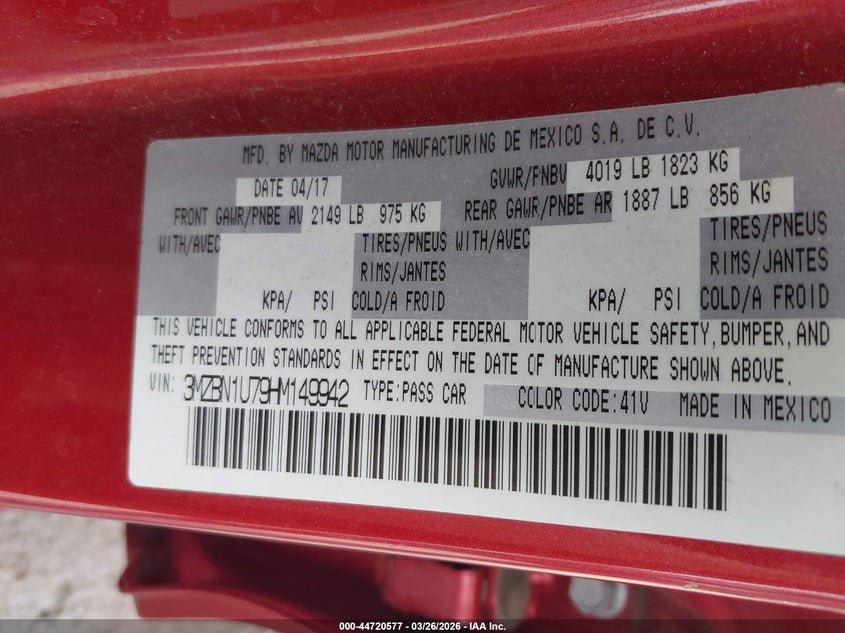 MFD. BY MAZDA MOTOR MANUFACTURING DE MEXICO S.A. DE C.V.
DATE 04/17 GVWR/FNBV 4019 LB 1823 KG
FRONT GAWR/PNBE AV 2149 LB 975 KG REAR GAWR/PNBE AR 1887 LB 856 KG
WITH/AVEC TIRES/PNEUS WITH/AVEC TIRES/PNEUS
RIMS/JANTES RIMS/JANTES
KPA/ PSI COLD/A FROID KPA/ PSI COLD/A FROID
THIS VEHICLE CONFORMS TO ALL APPLICABLE FEDERAL MOTOR VEHICLE SAFETY, BUMPER, AND
THEFT PREVENTION STANDARDS IN EFFECT ON THE DATE OF MANUFACTURE SHOWN ABOVE.
VIN: 3MZBN1U79HM149942 TYPE:PASS CAR COLOR CODE:41V MADE IN MEXICO
000-44720577 — 03/26/2026 — IAA Inc.